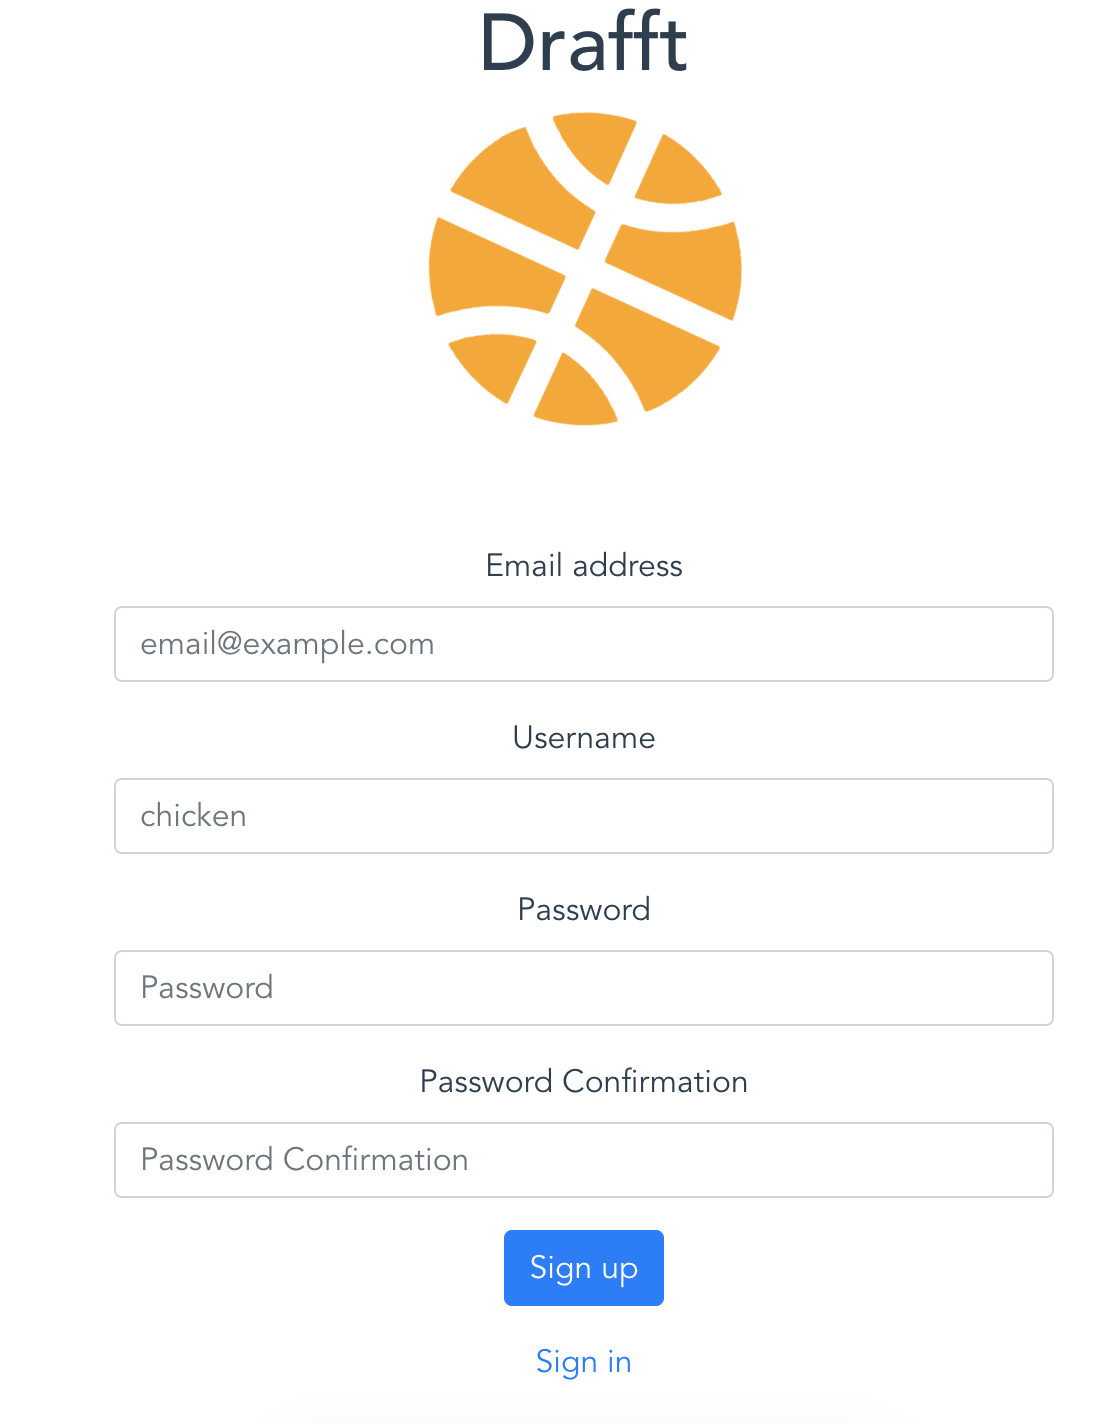 Drafft
Email address
email@example.com
Username
chicken
Password
Password
Password Confirmation
Password Confirmation
Sign up
Sign in